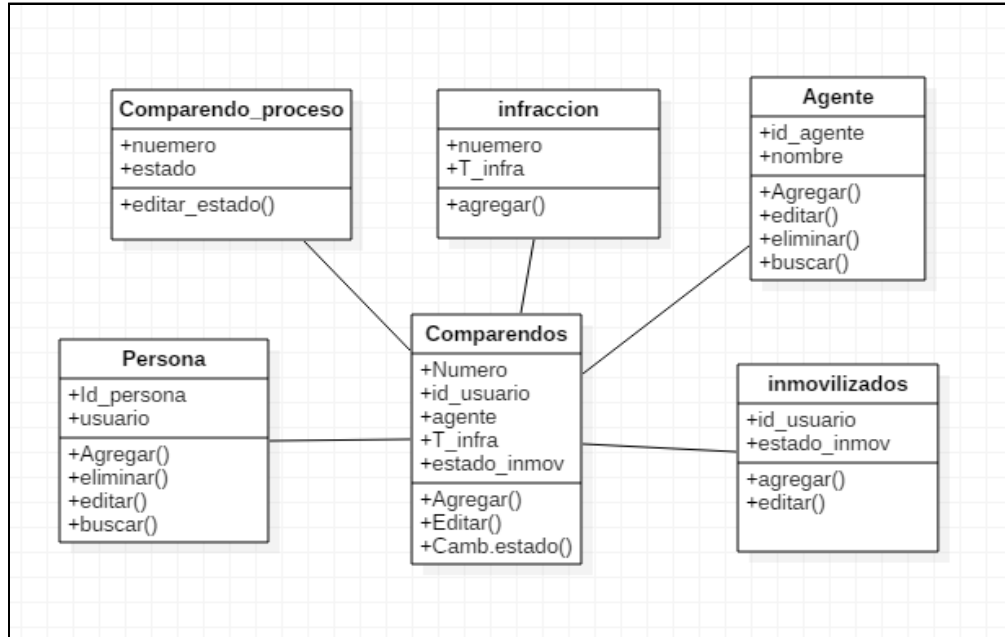 Comparendo_proceso
+nuemero
+estado
+editar_estado()
infraccion
+nuemero
+T_infra
+agregar()
Agente
+id_agente
+nombre
+Agregar()
+editar()
+eliminar()
+buscar()
Persona
+Id_persona
+usuario
+Agregar()
+eliminar()
+editar()
+buscar()
Comparendos
+Numero
+id_usuario
+agente
+T_infra
+estado_inmov
+Agregar()
+Editar()
+Camb.estado()
inmovilizados
+id_usuario
+estado_inmov
+agregar()
+editar()